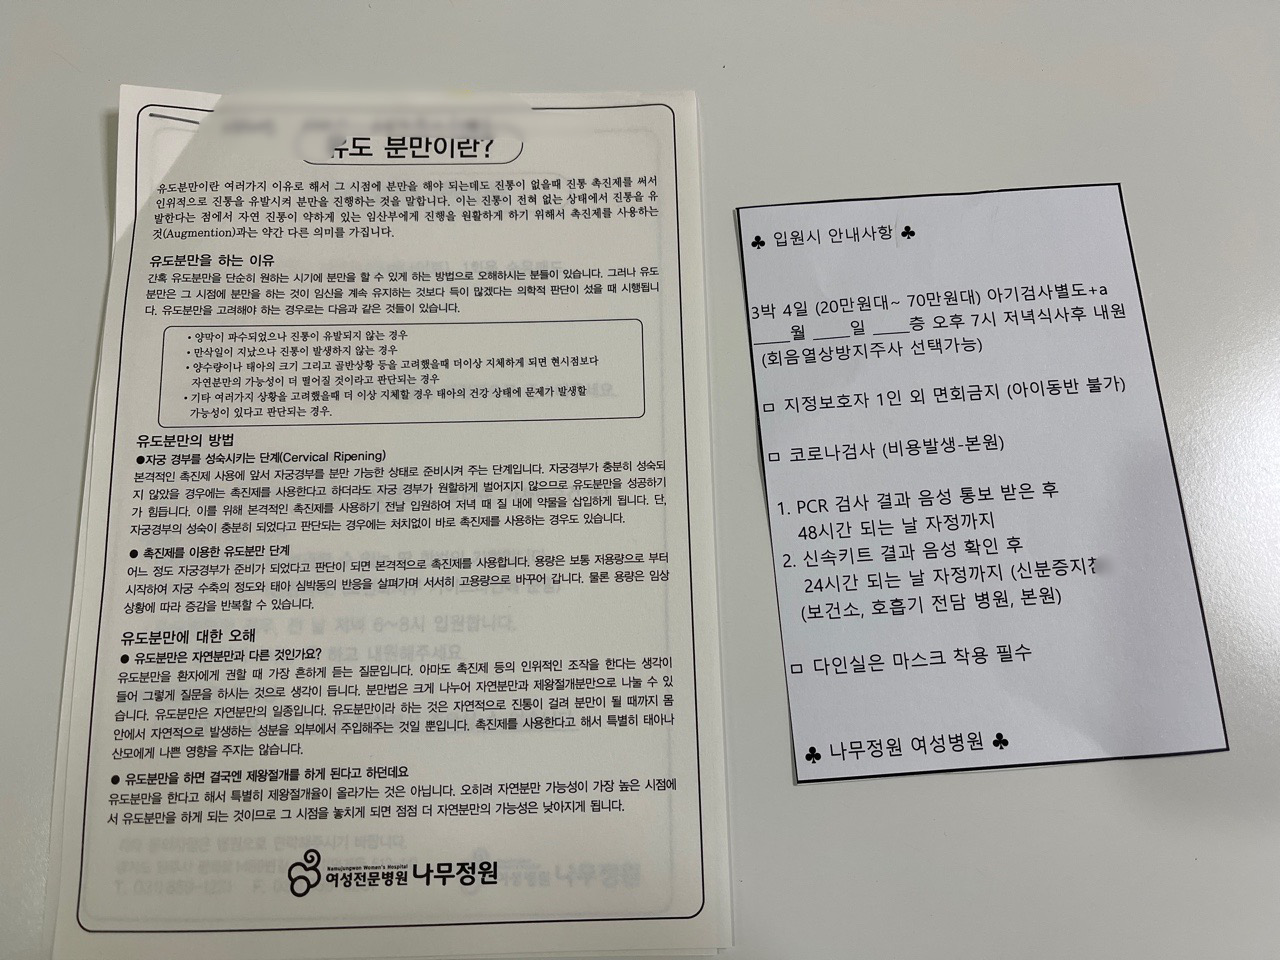 유도 분만이란?
유도분만이란 여러가지 이유로 해서 그 시점에 분만을 해야 되는데도 진통이 없을때 진통 촉진제를 써서
인위적으로 진통을 유발시켜 분만을 진행하는 것을 말합니다. 이는 진통이 전혀 없는 상태에서 진통을 유
발한다는 점에서 자연 진통이 약하게 있는 임산부에게 진행을 원활하게 하기 위해서 촉진제를 사용하는
것(Augmention)과는 약간 다른 의미를 가집니다.
유도분만을 하는 이유
간혹 유도분만을 단순히 원하는 시기에 분만을 할 수 있게 하는 방법으로 오해하시는 분들이 있습니다. 그러나 유도
분만은 그 시점에 분만을 하는 것이 임신을 계속 유지하는 것보다 득이 많겠다는 의학적 판단이 섰을 때 시행됩니
다. 유도분만을 고려해야 하는 경우로는 다음과 같은 것들이 있습니다.
• 양막이 파수되었으나 진통이 유발되지 않는 경우
• 만삭일이 지났으나 진통이 발생하지 않는 경우
• 양수량이나 태아의 크기 그리고 골반상황 등을 고려했을때 더이상 지체하게 되면 현시점보다
자연분만의 가능성이 더 떨어질 것이라고 판단되는 경우
• 기타 여러가지 상황을 고려했을때 더 이상 지체할 경우 태아의 건강 상태에 문제가 발생할
가능성이 있다고 판단되는 경우.
유도분만의 방법
●자궁 경부를 성숙시키는 단계(Cervical Ripening)
본격적인 촉진제 사용에 앞서 자궁경부를 분만 가능한 상태로 준비시켜 주는 단계입니다. 자궁경부가 충분히 성숙되
지 않았을 경우에는 촉진제를 사용한다고 하더라도 자궁 경부가 원할하게 벌어지지 않으므로 유도분만을 성공하기
가 힘듭니다. 이를 위해 본격적인 촉진제를 사용하기 전날 입원하여 저녁 때 질 내에 약물을 삽입하게 됩니다. 단,
자궁경부의 성숙이 충분히 되었다고 판단되는 경우에는 처치없이 바로 촉진제를 사용하는 경우도 있습니다.
● 촉진제를 이용한 유도분만 단계
어느 정도 자궁경부가 준비가 되었다고 판단이 되면 본격적으로 촉진제를 사용합니다. 용량은 보통 저용량으로 부터
시작하여 자궁 수축의 정도와 태아 심박동의 반응을 살펴가며 서서히 고용량으로 바꾸어 갑니다. 물론 용량은 임상
상황에 따라 증감을 반복할 수 있습니다.
유도분만에 대한 오해
● 유도분만은 자연분만과 다른 것인가요?
유도분만을 환자에게 권할 때 가장 흔하게 듣는 질문입니다. 아마도 촉진제 등의 인위적인 조작을 한다는 생각이
들어 그렇게 질문을 하시는 것으로 생각이 듭니다. 분만법은 크게 나누어 자연분만과 제왕절개분만으로 나눌 수 있
습니다. 유도분만은 자연분만의 일종입니다. 유도분만이라 하는 것은 자연적으로 진통이 걸려 분만이 될 때까지 몸
안에서 자연적으로 발생하는 성분을 외부에서 주입해주는 것일 뿐입니다. 촉진제를 사용한다고 해서 특별히 태아나
산모에게 나쁜 영향을 주지는 않습니다.
● 유도분만을 하면 결국엔 제왕절개를 하게 된다고 하던데요
유도분만을 한다고 해서 특별히 제왕절개율이 올라가는 것은 아닙니다. 오히려 자연분만 가능성이 가장 높은 시점에
서 유도분만을 하게 되는 것이므로 그 시점을 놓치게 되면 점점 더 자연분만의 가능성은 낮아지게 됩니다.
Namujungwon Women's Hospital
여성전문병원 나무정원
♣ 입원시 안내사항 ♣
3박 4일 (20만원대~ 70만원대) 아기검사별도+a
____월 ____일 ____층 오후 7시 저녁식사후 내원
(회음열상방지주사 선택가능)
□ 지정보호자 1인 외 면회금지 (아이동반 불가)
□ 코로나검사 (비용발생-본원)
1. PCR 검사 결과 음성 통보 받은 후
48시간 되는 날 자정까지
2. 신속키트 결과 음성 확인 후
24시간 되는 날 자정까지 (신분증지
(보건소, 호흡기 전담 병원, 본원)
□ 다인실은 마스크 착용 필수
♣ 나무정원 여성병원 ♣